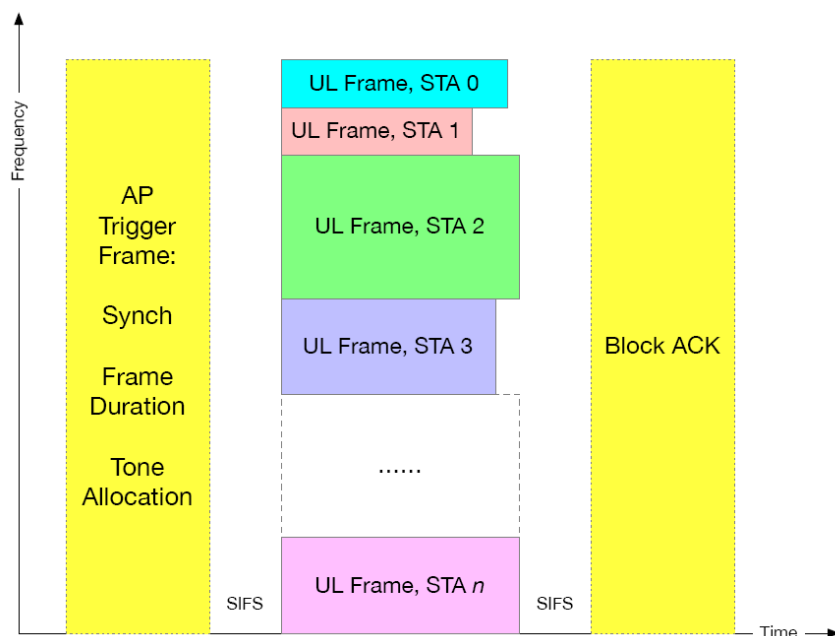 Frequency
AP
Trigger
Frame:
Synch
Frame
Duration
Tone
Allocation
SIFS
UL Frame, STA 0
UL Frame, STA 1
UL Frame, STA 2
UL Frame, STA 3
......
UL Frame, STA n
SIFS
Block ACK
Time